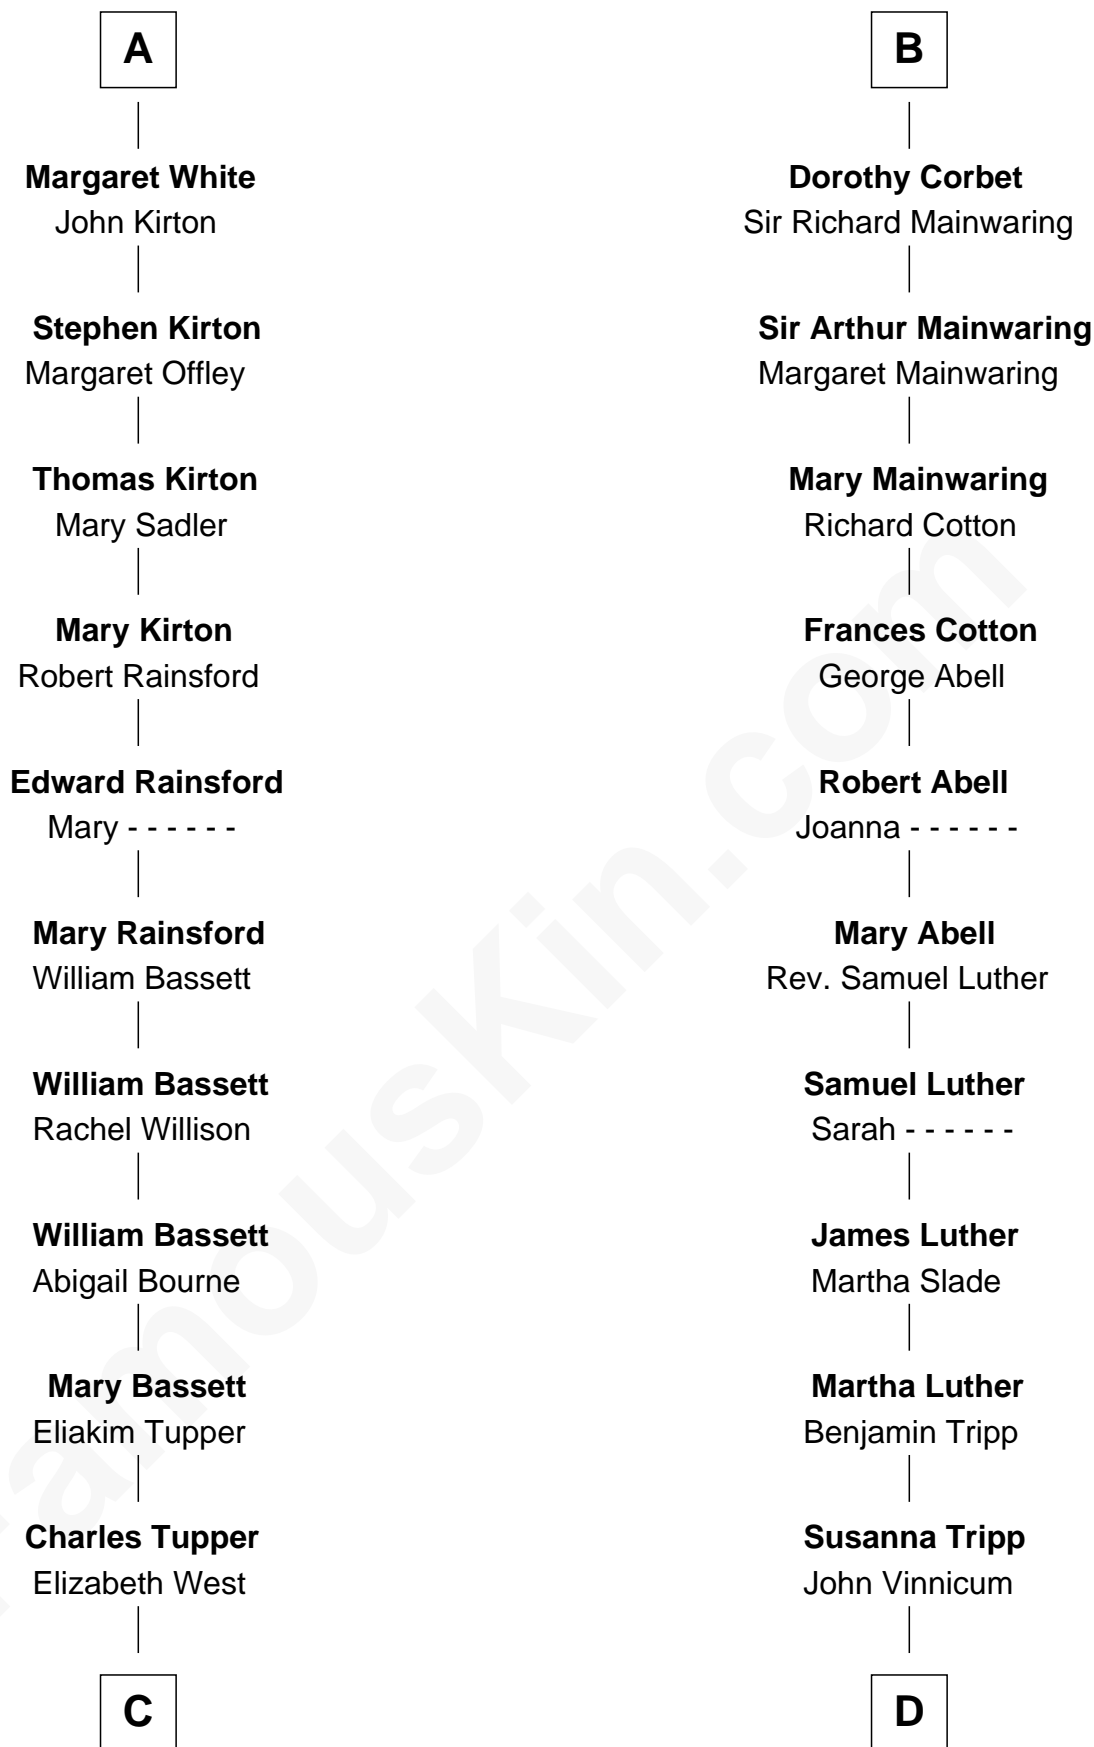 A
Margaret White
John Kirton
Stephen Kirton
Margaret Offley
Thomas Kirton
Mary Sadler
Mary Kirton
Robert Rainsford
Edward Rainsford
Mary - - - - - -
Mary Rainsford
William Bassett
William Bassett
Rachel Willison
William Bassett
Abigail Bourne
Mary Bassett
Eliakim Tupper
Charles Tupper
Elizabeth West
C
B
Dorothy Corbet
Sir Richard Mainwaring
Sir Arthur Mainwaring
Margaret Mainwaring
Mary Mainwaring
Richard Cotton
Frances Cotton
George Abell
Robert Abell
Joanna - - - - - -
Mary Abell
Rev. Samuel Luther
Samuel Luther
Sarah - - - - - -
James Luther
Martha Slade
Martha Luther
Benjamin Tripp
Susanna Tripp
John Vinnicum
D
FamousKin.com